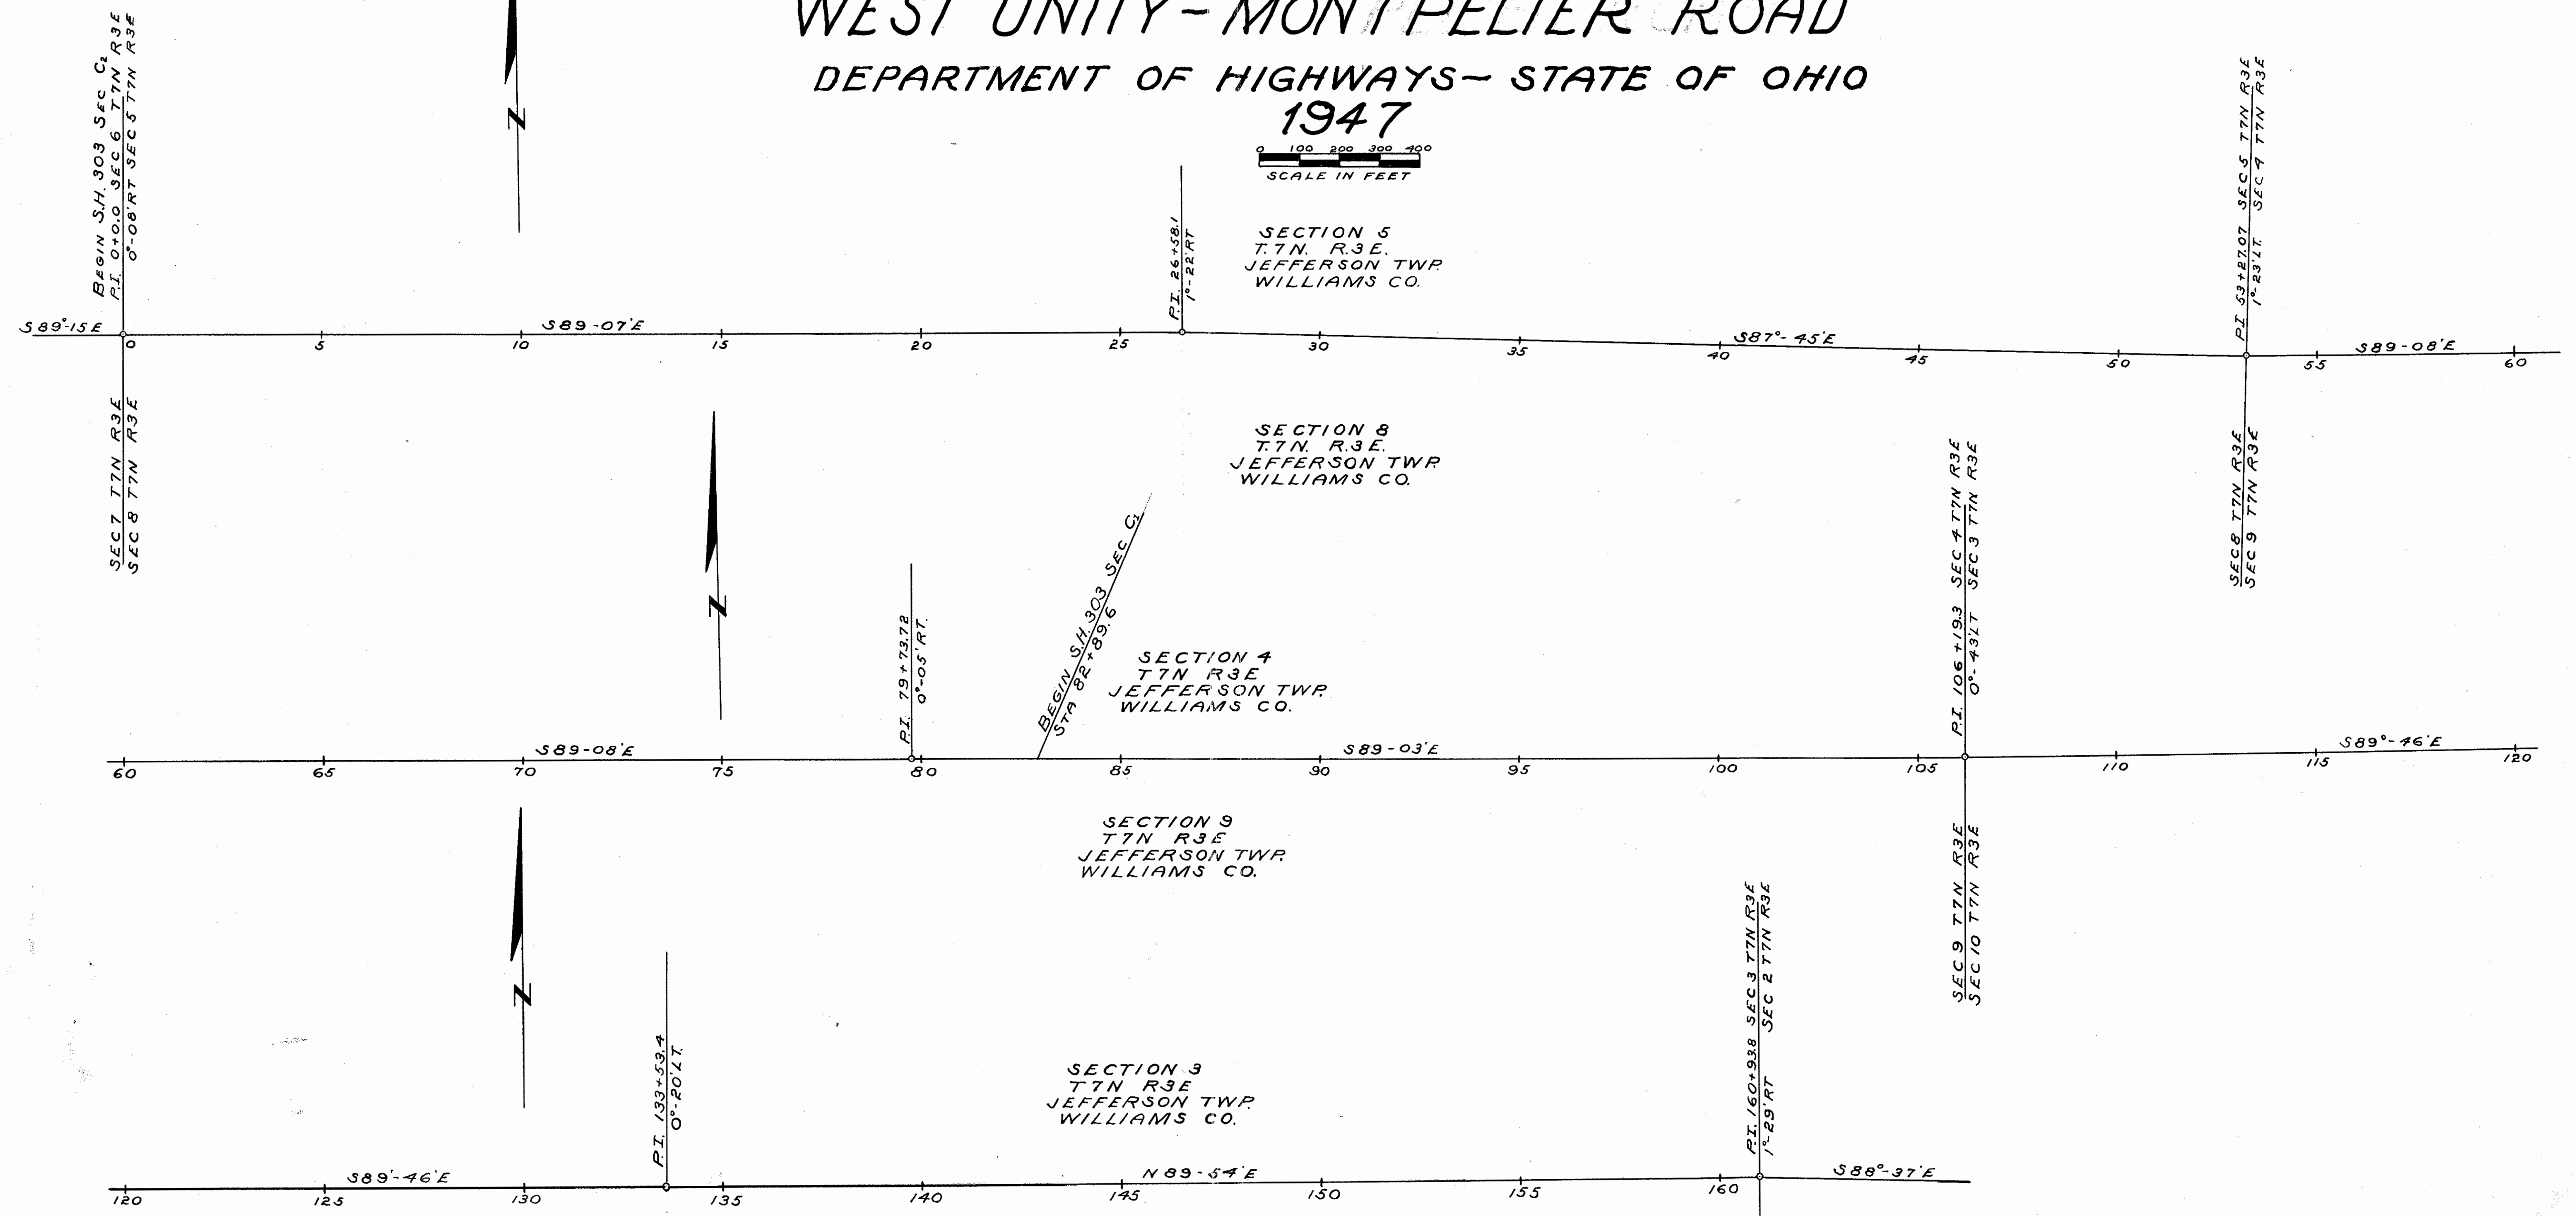 WEST UNITY-MONTPELIER ROAD
DEPARTMENT OF HIGHWAYS- STATE OF OHIO
1947
0 100 200 300 400
SCALE IN FEET
BEGIN S.H. 303 SEC C2
P.I. 0+0.0 SEC 6 T7N R3E
0°-08' RT SEC 5 T7N R3E
N
P.I. 26+58.1
1°-22' RT
SECTION 5
T.7N. R.3E.
JEFFERSON TWP.
WILLIAMS CO.
P.I. 53+27.07 SEC 5 T7N R3E
1°-23' LT. SEC 4 T7N R3E
S89°-15E
S89-07'E
S87°-45'E
S89-08'E
0 5 10 15 20 25 30 35 40 45 50 55 60
SEC 7 T7N R3E
SEC 8 T7N R3E
SECTION 8
T.7N. R.3E.
JEFFERSON TWP.
WILLIAMS CO.
SEC 8 T7N R3E
SEC 9 T7N R3E
N
P.I. 79+73.72
0°-05' RT.
BEGIN S.H. 303 SEC C1
STA 82+89.6
SECTION 4
T7N R3E
JEFFERSON TWP.
WILLIAMS CO.
P.I. 106+19.3 SEC 4 T7N R3E
0°-43' LT SEC 3 T7N R3E
S89-08'E
S89-03'E
S89°-46'E
60 65 70 75 80 85 90 95 100 105 110 115 120
SECTION 9
T7N R3E
JEFFERSON TWP.
WILLIAMS CO.
SEC 9 T7N R3E
SEC 10 T7N R3E
N
P.I. 133+53.4
0°-20' LT.
SECTION 3
T7N R3E
JEFFERSON TWP.
WILLIAMS CO.
P.I. 160+93.8 SEC 3 T7N R3E
1°-29' RT SEC 2 T7N R3E
S89'-46'E
N89-54'E
S88°-37'E
120 125 130 135 140 145 150 155 160